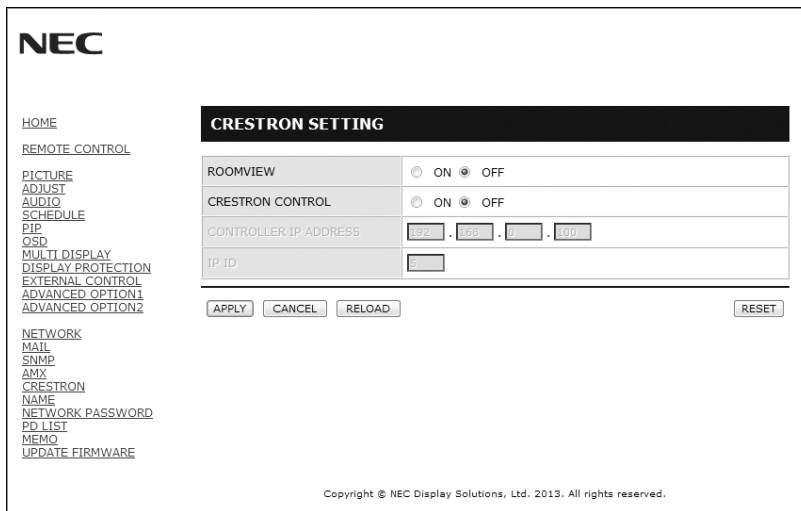 NEC
HOME
REMOTE CONTROL
PICTURE
ADJUST
AUDIO
SCHEDULE
PIP
OSD
MULTI DISPLAY
DISPLAY PROTECTION
EXTERNAL CONTROL
ADVANCED OPTION1
ADVANCED OPTION2
NETWORK
MAIL
SNMP
AMX
CRESTRON
NAME
NETWORK PASSWORD
PD LIST
MEMO
UPDATE FIRMWARE
CRESTRON SETTING
ROOMVIEW ON OFF
CRESTRON CONTROL ON OFF
CONTROLLER IP ADDRESS 192 . 168 . 0 . 100
IP ID 5
APPLY CANCEL RELOAD RESET
Copyright © NEC Display Solutions, Ltd. 2013. All rights reserved.